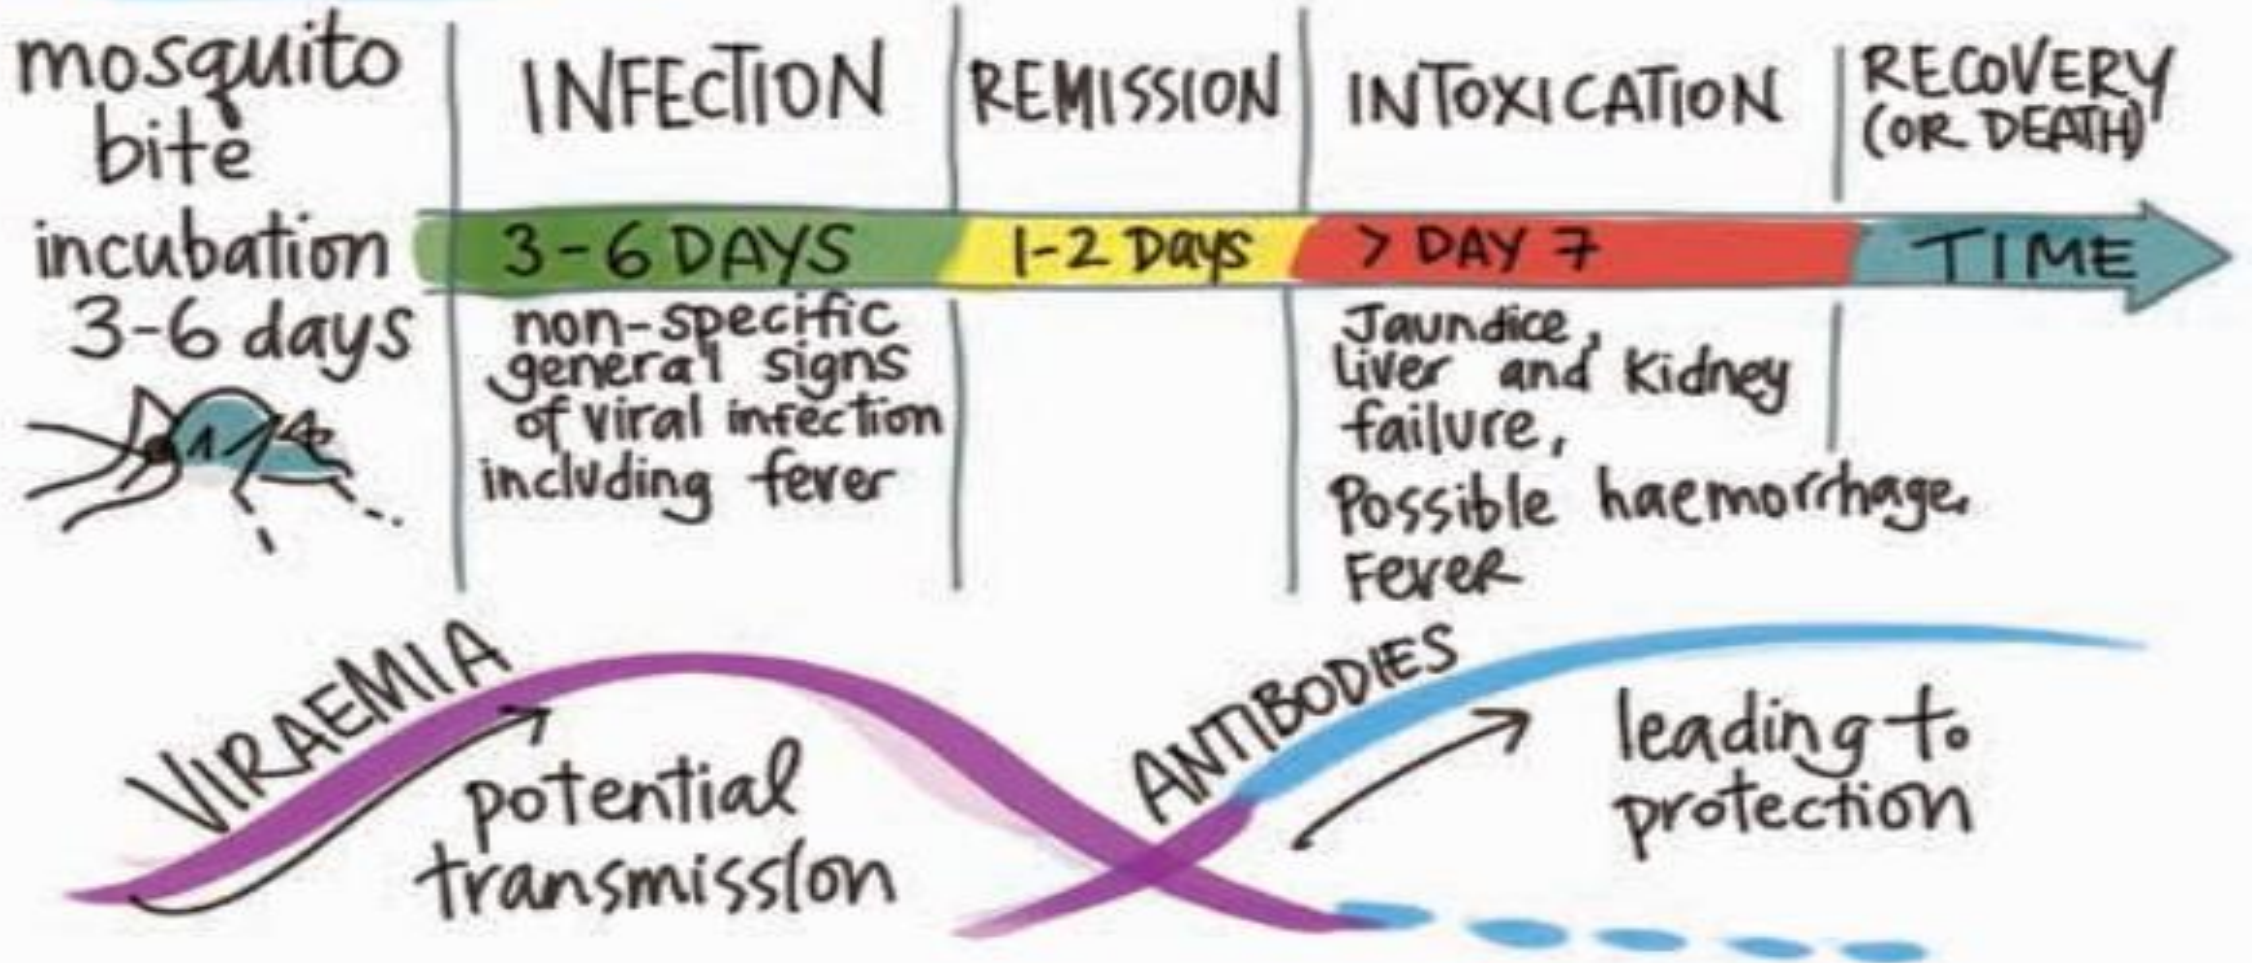 mosquito
bite
incubation
3-6 days
INFECTION
3-6 DAYS
non-specific
general signs
of viral infection
including fever
REMISSION
1-2 Days
INTOXICATION
> DAY 7
Jaundice,
liver and kidney
failure,
Possible haemorrhage.
Fever
RECOVERY
(OR DEATH)
TIME
VIRAEMIA
potential
transmission
ANTIBODIES
leading to
protection